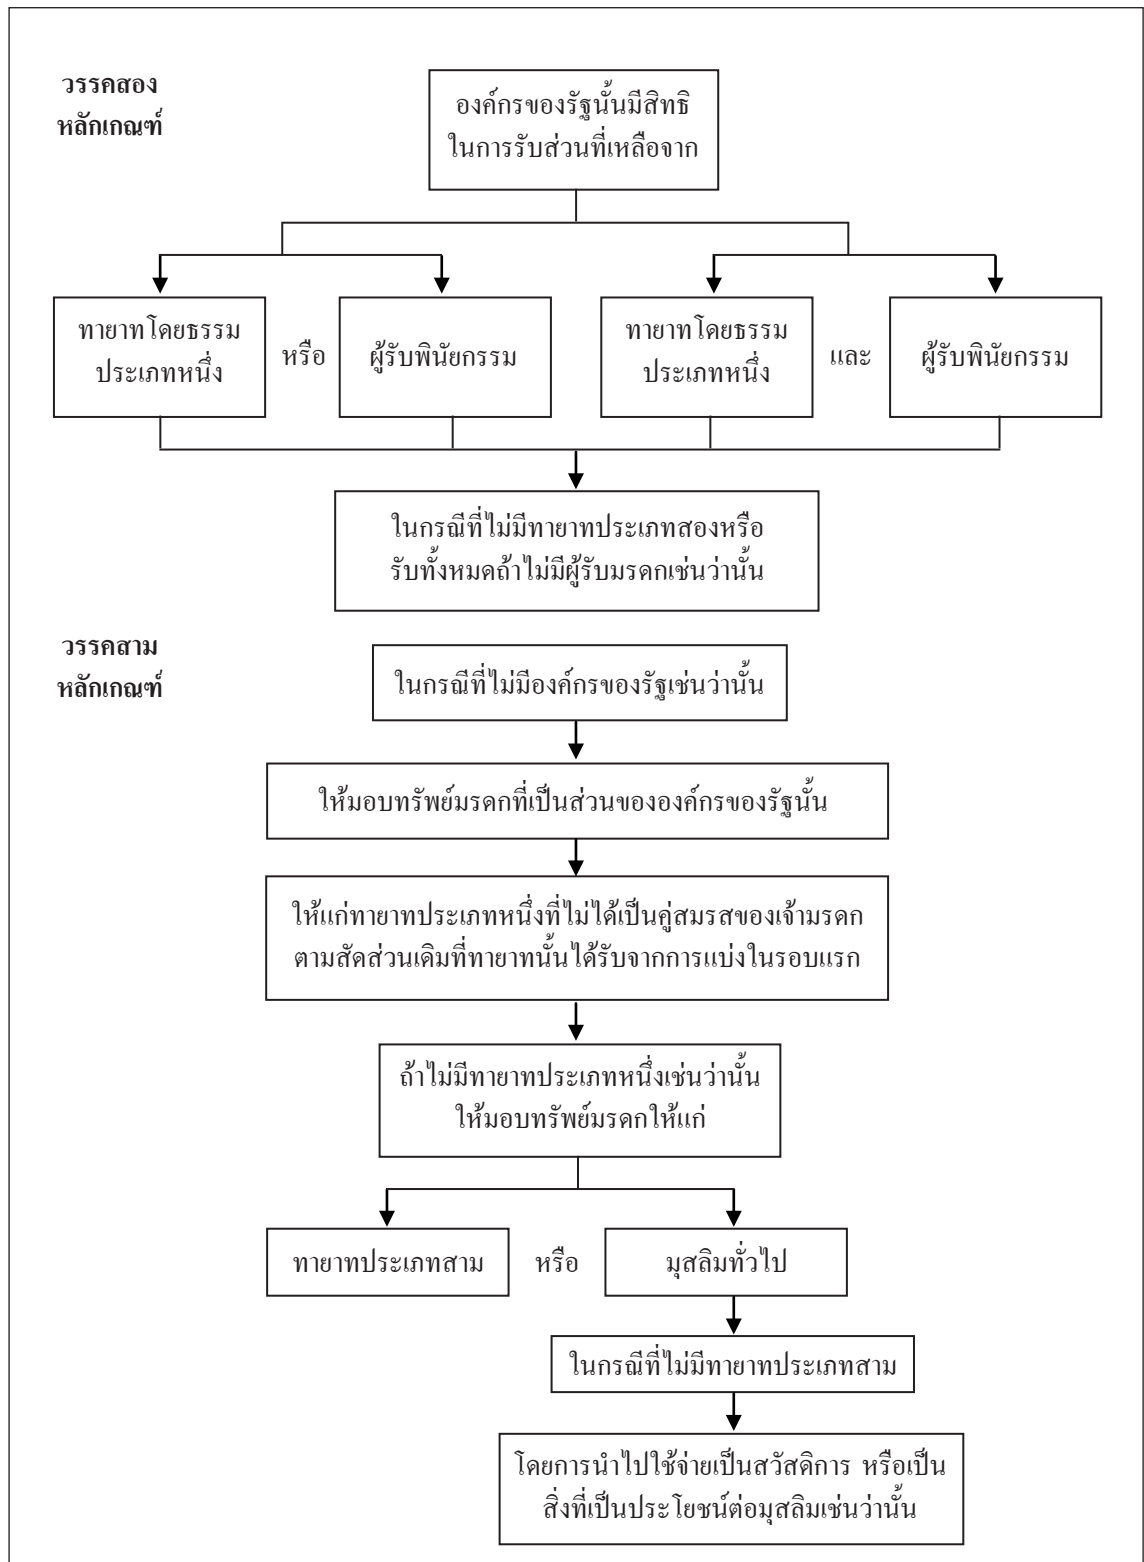 วรรคสอง
หลักเกณฑ์
องค์กรของรัฐนั้นมีสิทธิ
ในการรับส่วนที่เหลือจาก
ทายาทโดยธรรม
ประเภทหนึ่ง
หรือ
ผู้รับพินัยกรรม
ทายาทโดยธรรม
ประเภทหนึ่ง
และ
ผู้รับพินัยกรรม
ในกรณีที่ไม่มีทายาทประเภทสองหรือ
รับทั้งหมดถ้าไม่มีผู้รับมรดกเช่นว่านั้น
วรรคสาม
หลักเกณฑ์
ในกรณีที่ไม่มีองค์กรของรัฐเช่นว่านั้น
ให้มอบทรัพย์มรดกที่เป็นส่วนขององค์กรของรัฐนั้น
ให้แก่ทายาทประเภทหนึ่งที่ไม่ได้เป็นคู่สมรสของเจ้ามรดก
ตามสัดส่วนเดิมที่ทายาทนั้นได้รับจากการแบ่งในรอบแรก
ถ้าไม่มีทายาทประเภทหนึ่งเช่นว่านั้น
ให้มอบทรัพย์มรดกให้แก่
ทายาทประเภทสาม
หรือ
มุสลิมทั่วไป
ในกรณีที่ไม่มีทายาทประเภทสาม
โดยการนำไปใช้จ่ายเป็นสวัสดิการ หรือเป็น
สิ่งที่เป็นประโยชน์ต่อมุสลิมเช่นว่านั้น